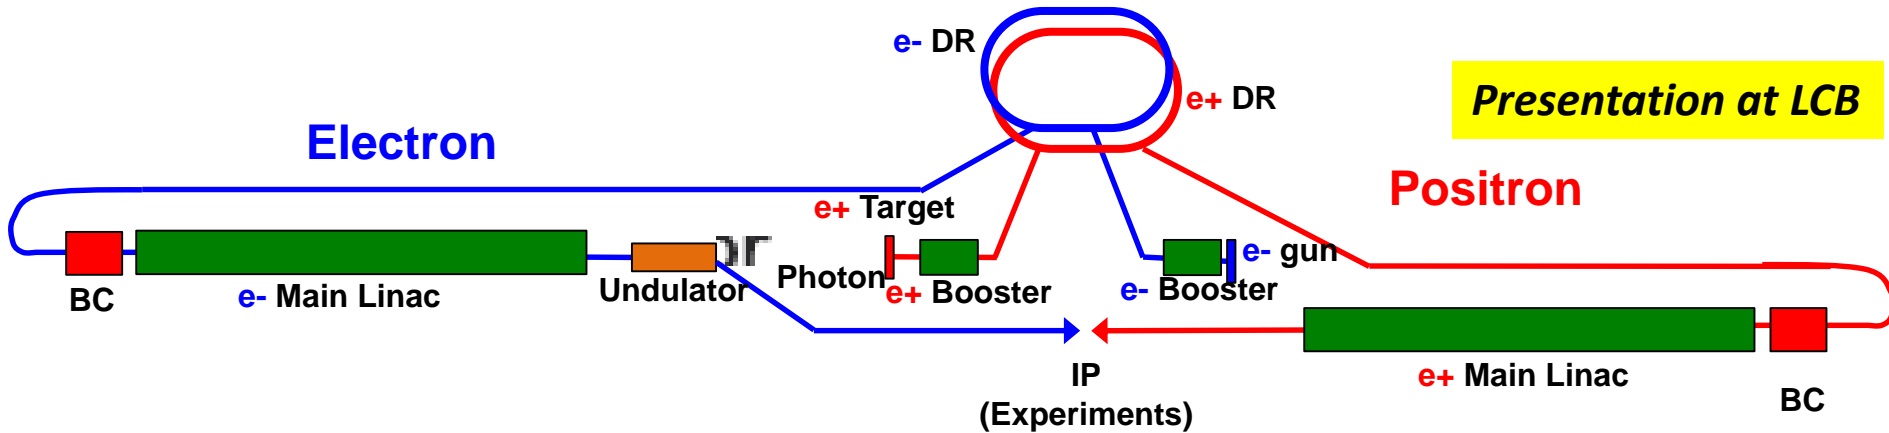 e- DR
e+ DR
Presentation at LCB
Electron
Positron
e+ Target
e- gun
Photon
BC
e- Main Linac
Undulator
e+ Booster
e- Booster
IP
(Experiments)
e+ Main Linac
BC